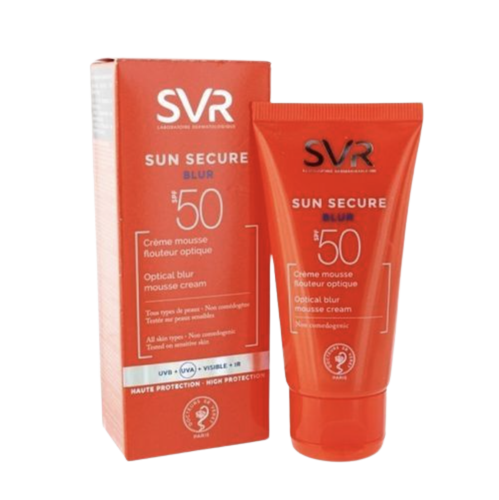 SVR
LABORATOIRE DERMATOLOGIQUE
SUN SECURE
BLUR
SPF 50
Crème mousse
flouteur optique
Optical blur
mousse cream
Tous types de peaux - Non comédogène
Testée sur peaux sensibles
All skin types - Non comedogenic
Tested on sensitive skin
UVB + UVA + VISIBLE + IR
HAUTE PROTECTION - HIGH PROTECTION
PARIS
SVR
LABORATOIRE DERMATOLOGIQUE
SUN SECURE
BLUR
SPF 50
Crème mousse
flouteur optique
Optical blur
mousse cream
Non comedogenic
PARIS